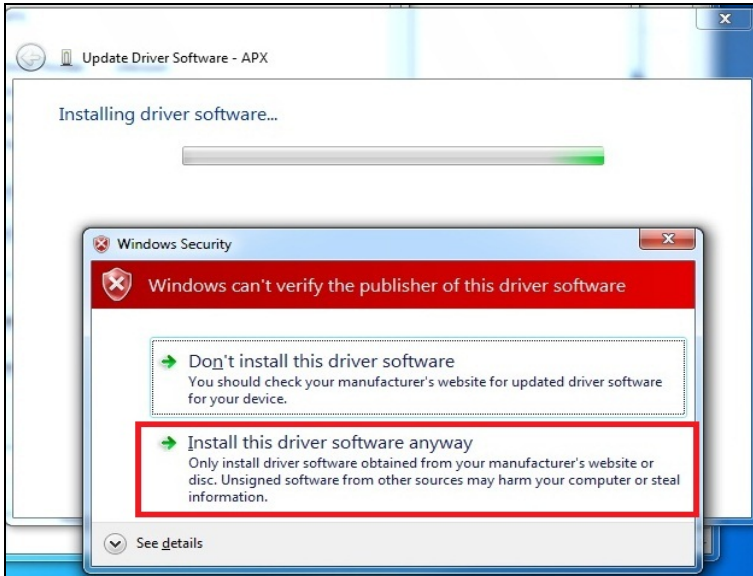 x
Update Driver Software - APX
Installing driver software...
Windows Security
x
Windows can't verify the publisher of this driver software
Don't install this driver software
You should check your manufacturer's website for updated driver software
for your device.
Install this driver software anyway
Only install driver software obtained from your manufacturer's website or
disc. Unsigned software from other sources may harm your computer or steal
information.
See details